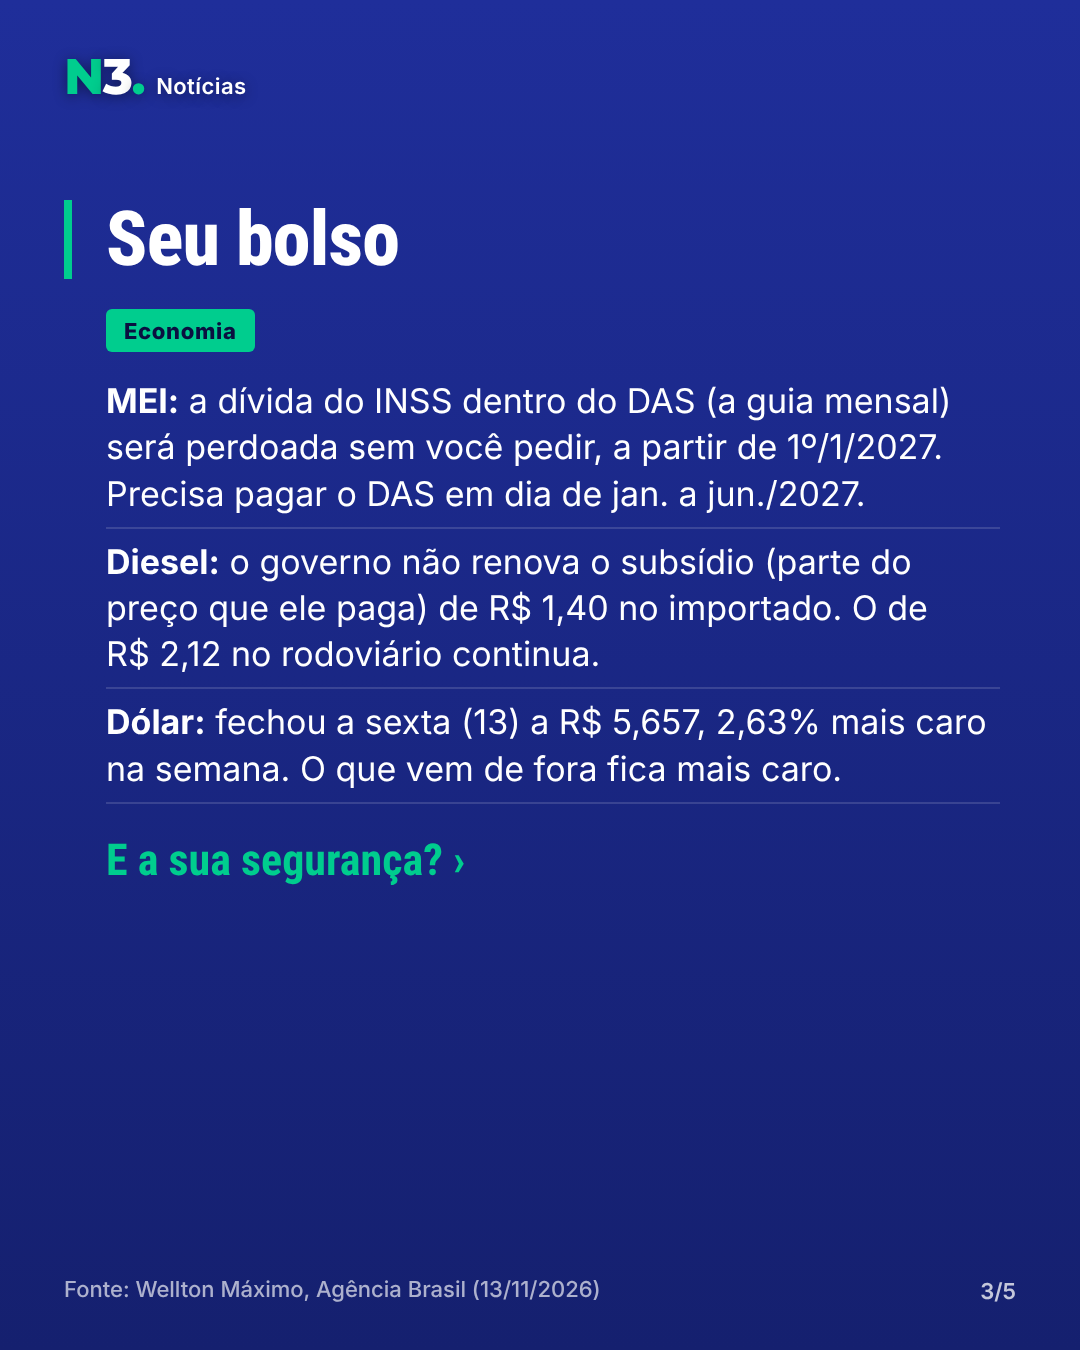 N3. Notícias
Seu bolso
Economia
MEI: a dívida do INSS dentro do DAS (a guia mensal)
será perdoada sem você pedir, a partir de 1º/1/2027.
Precisa pagar o DAS em dia de jan. a jun./2027.
Diesel: o governo não renova o subsídio (parte do
preço que ele paga) de R$ 1,40 no importado. O de
R$ 2,12 no rodoviário continua.
Dólar: fechou a sexta (13) a R$ 5,657, 2,63% mais caro
na semana. O que vem de fora fica mais caro.
E a sua segurança? ›
Fonte: Wellton Máximo, Agência Brasil (13/11/2026)
3/5